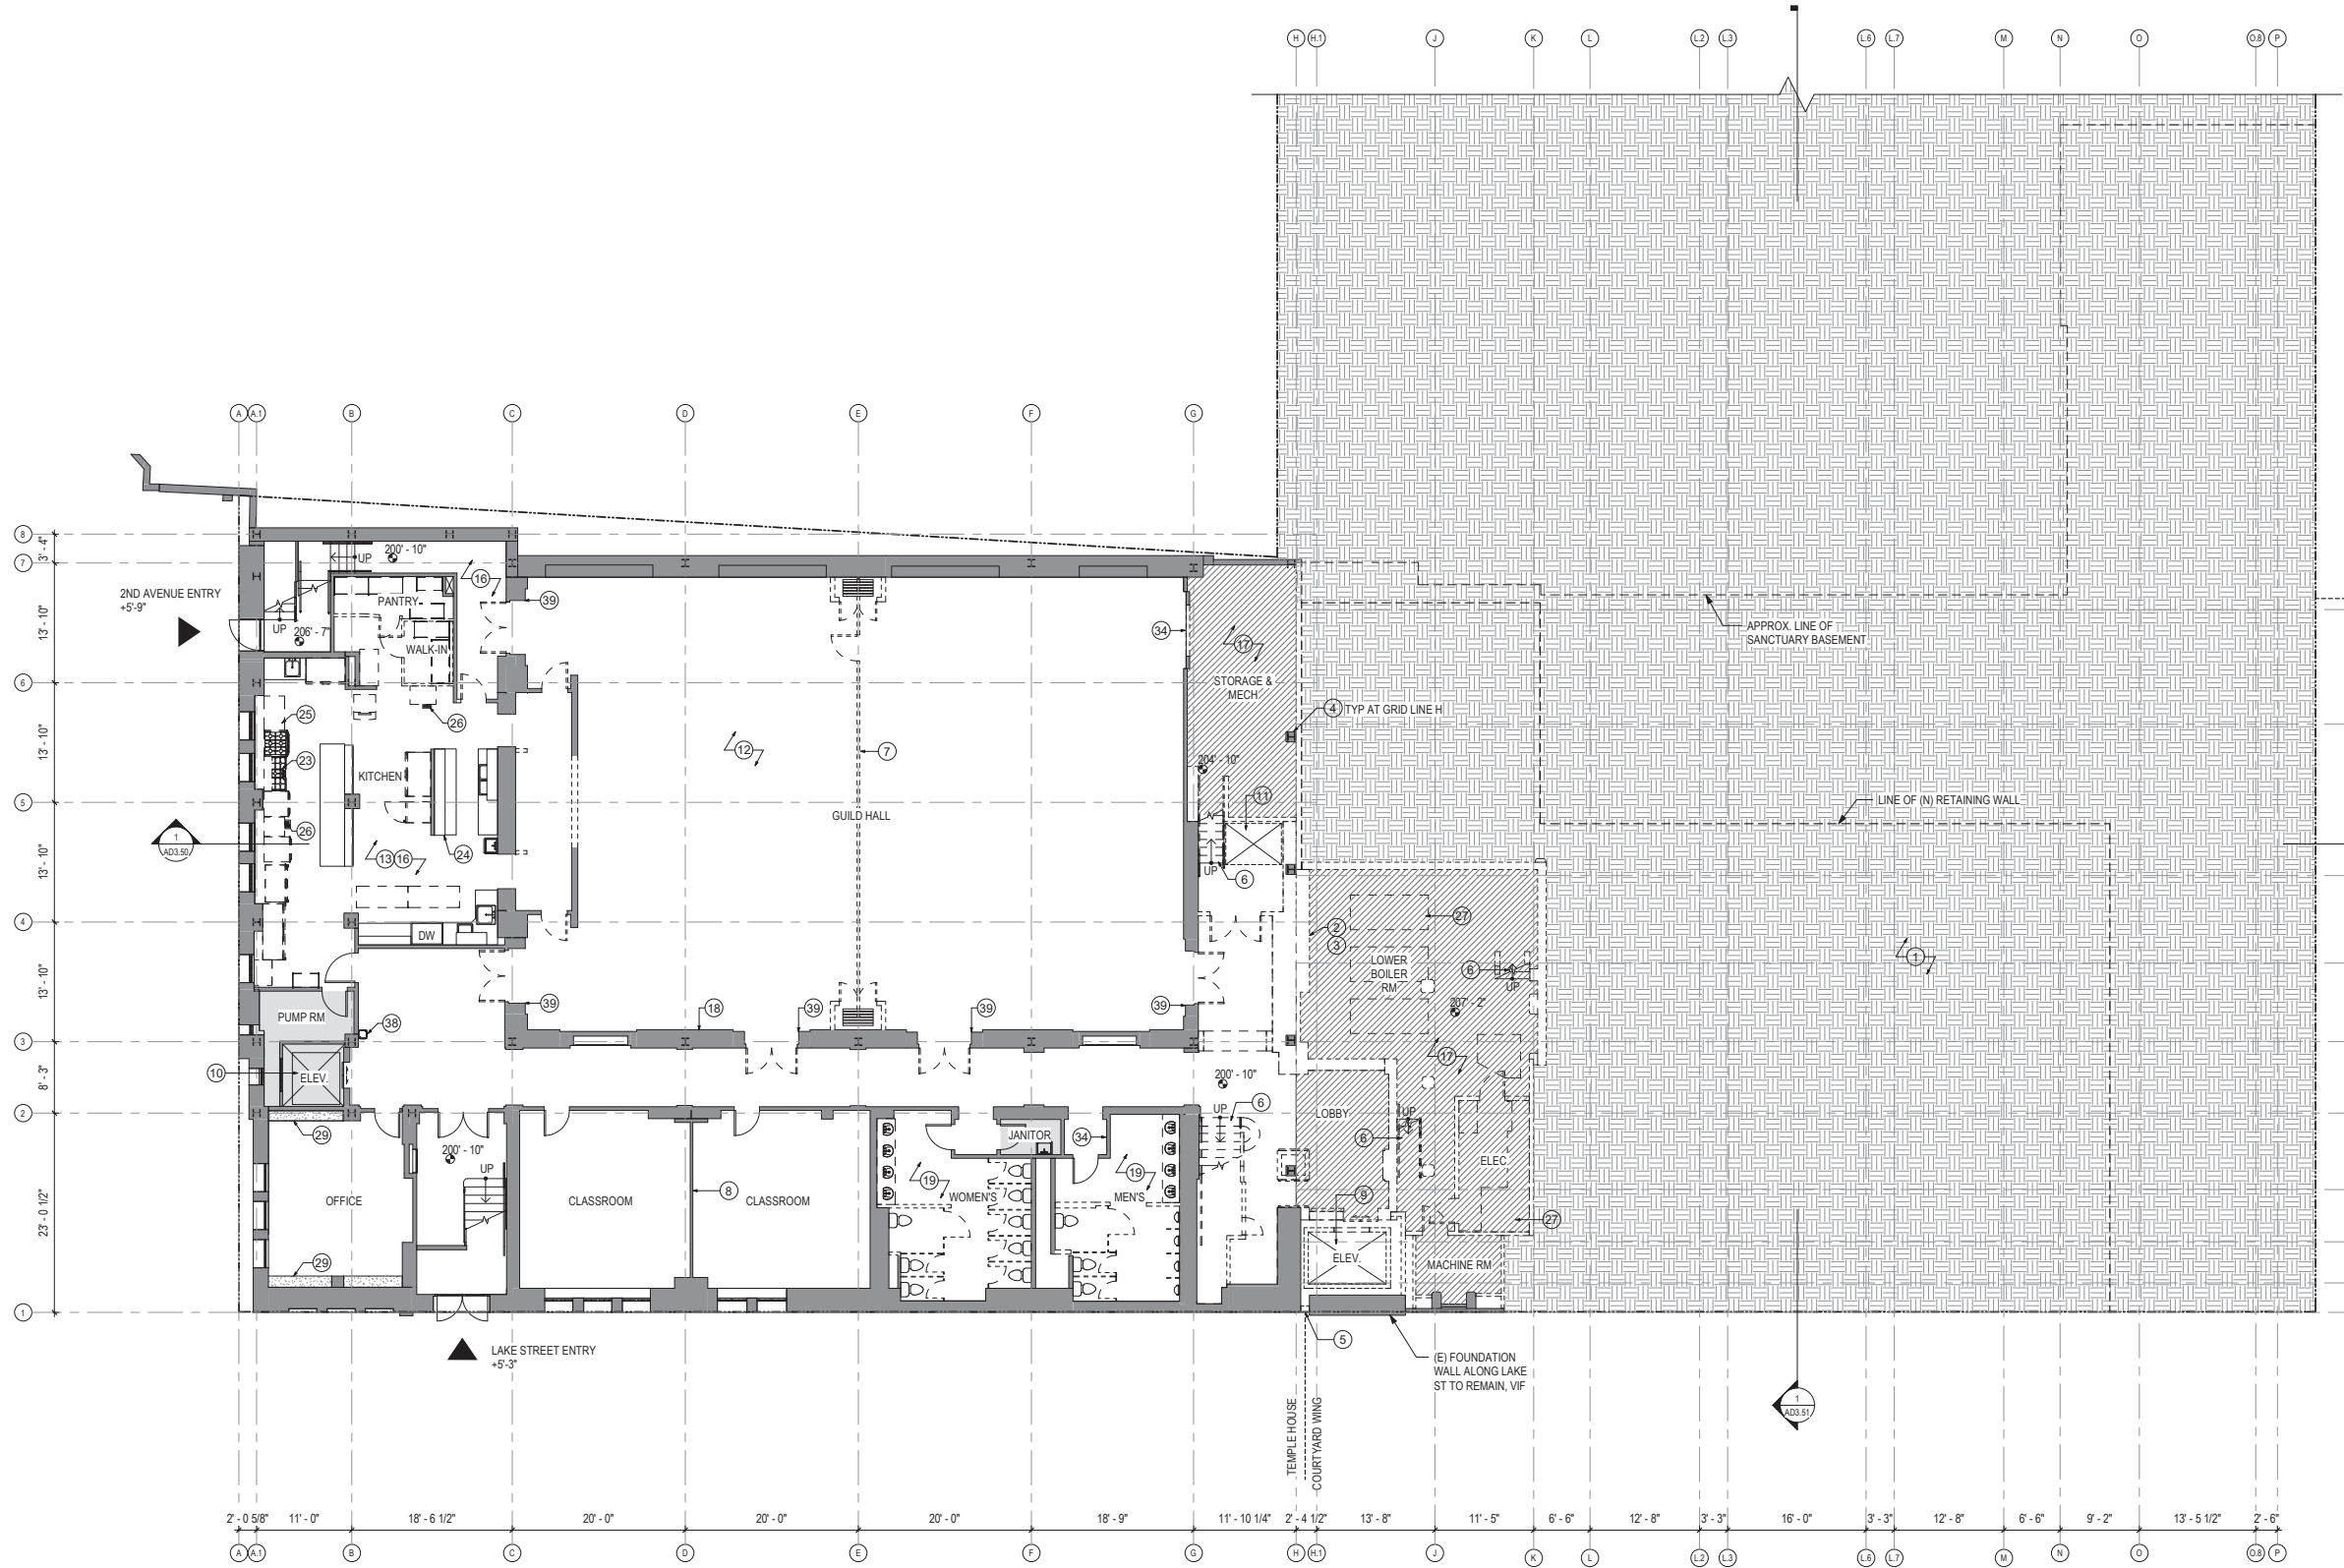 H H.1 J K L L.2 L.3 L.6 L.7 M N O O.8 P
A A.1 B C D E F G
8
3' - 4"
7
13' - 10"
6
13' - 10"
5
13' - 10"
4
13' - 10"
3
8' - 3"
2
23' - 0 1/2"
1
2ND AVENUE ENTRY
+5'-9"
UP
200' - 10"
16
PANTRY
UP
206' - 7"
WALK-IN
39
34
17
STORAGE &
MECH.
APPROX. LINE OF
SANCTUARY BASEMENT
25
26
4 TYP AT GRID LINE H
12
7
23
KITCHEN
204' - 10"
11
LINE OF (N) RETAINING WALL
GUILD HALL
26
1
AD3.50
13 16
24
UP
6
DW
27
2
3
LOWER
BOILER
RM
6
UP
1
39
18
39
39
39
207' - 2"
PUMP RM
38
17
10
ELEV.
200' - 10"
UP
6
LOBBY
UP
29
JANITOR
34
6
ELEC
200' - 10"
UP
19
19
OFFICE
CLASSROOM
8
CLASSROOM
WOMEN'S
MEN'S
9
27
29
ELEV.
MACHINE RM
LAKE STREET ENTRY
+5'-3"
5
(E) FOUNDATION
WALL ALONG LAKE
ST TO REMAIN, VIF
TEMPLE HOUSE
COURTYARD WING
1
AD3.51
2' - 0 5/8" 11' - 0" 18' - 6 1/2" 20' - 0" 20' - 0" 20' - 0" 18' - 9" 11' - 10 1/4" 2' - 4 1/2" 13' - 8" 11' - 5" 6' - 6" 12' - 8" 3' - 3" 16' - 0" 3' - 3" 12' - 8" 6' - 6" 9' - 2" 13' - 5 1/2" 2' - 6"
A A.1 B C D E F G H H.1 J K L L.2 L.3 L.6 L.7 M N O O.8 P